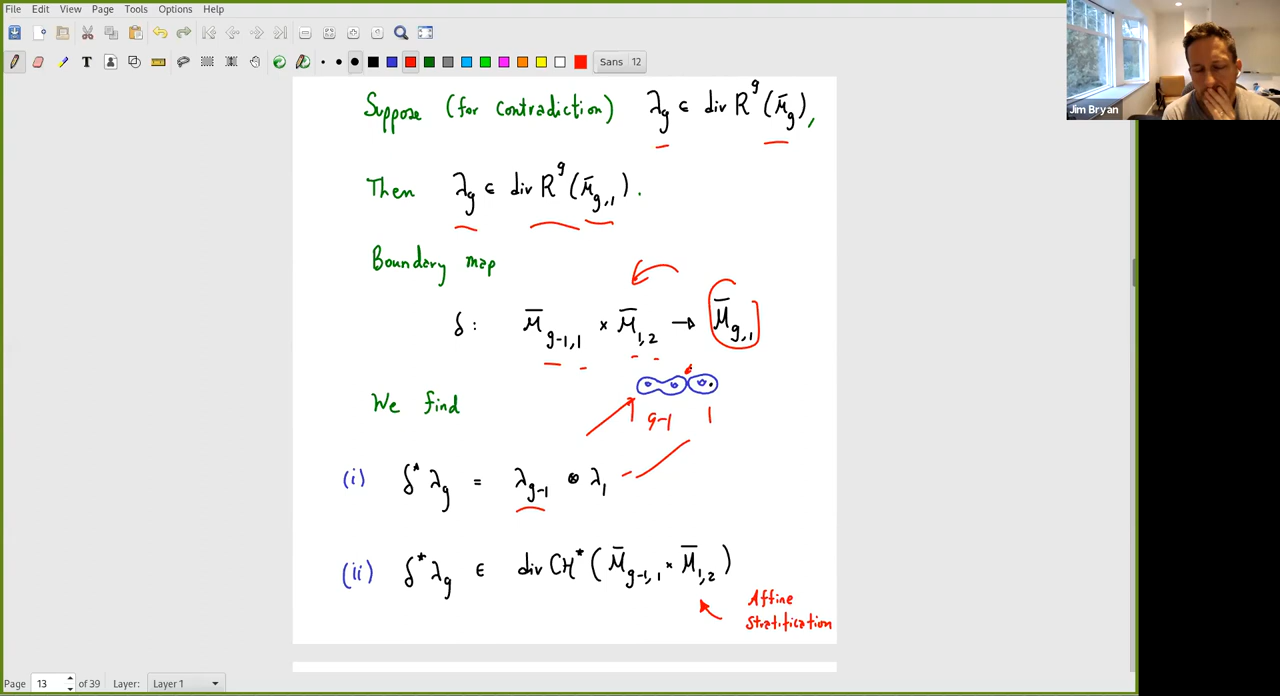 File Edit View Page Tools Options Help
Sans 12
Jim Bryan
Suppose (for contradiction) λ_g ∈ div R^g (M̄_g),
Then λ_g ∈ div R^g (M̄_{g,1}).
Boundary map
δ : M̄_{g-1,1} × M̄_{1,2} → M̄_{g,1}
g-1 1
We find
(i) δ* λ_g = λ_{g-1} ⊗ λ_1
(ii) δ* λ_g ∈ div CH* (M̄_{g-1,1} × M̄_{1,2})
Affine
Stratification
Page 13 of 39 Layer: Layer 1